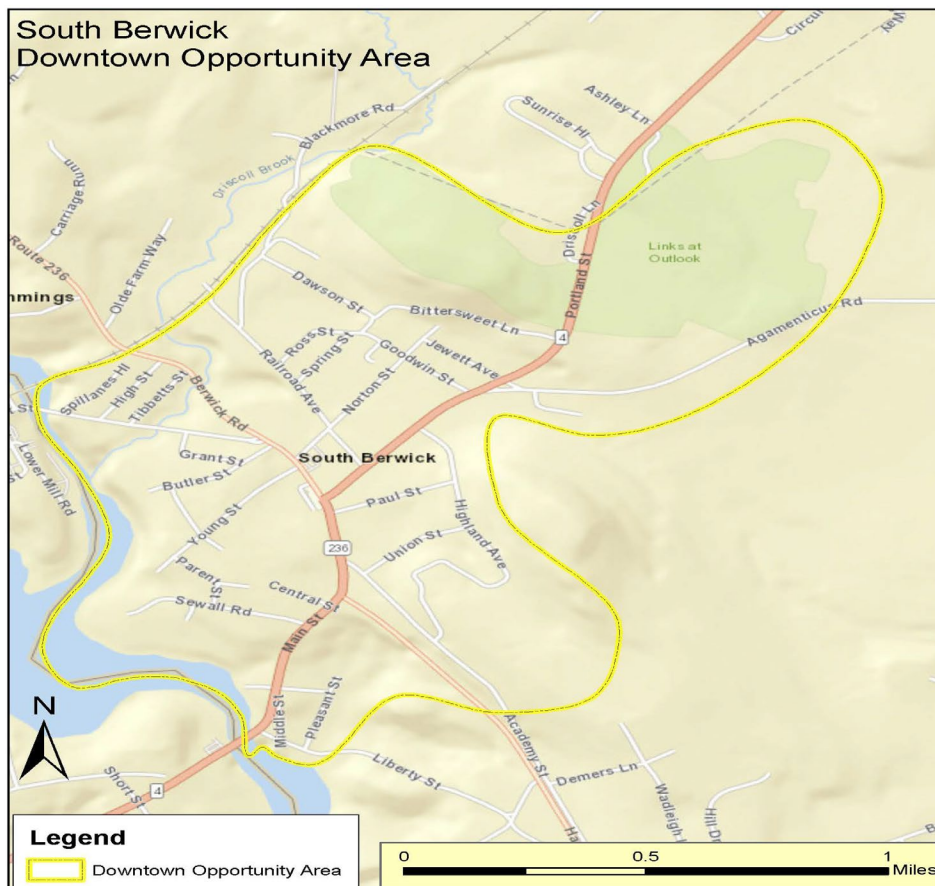 South Berwick
Downtown Opportunity Area
Circu
Way
Ashley Ln
Sunrise Hl
Blackmore Rd
Driscoll Brook
Carriage Run
Driscoll Ln
Links at
Outlook
Route 236
Olde Farm Way
Portland St
mmings
Dawson St
Bittersweet Ln
Agamenticus Rd
4
Ross St
Spring St
Jewett Ave
Goodwin St
Railroad Ave
Norton St
Spillanes Hl
High St
Tibbetts St
Berwick Rd
St
Lower Mill Rd
Grant St
South Berwick
Butler St
St
Paul St
Highland Ave
Young St
236
Union St
Parent
St
Central St
Sewall Rd
Main St
N
Middle St
Pleasant St
Academy St
Liberty St
Demers Ln
Short St
4
Wadleigh
Hill Dr
Ha
B
Legend
Downtown Opportunity Area
0
0.5
1
Miles